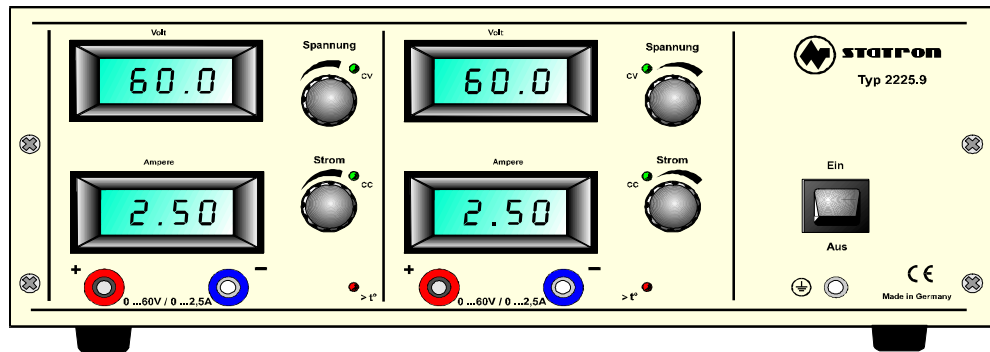 Volt
60.0
Spannung
CV
Ampere
2.50
Strom
CC
+
−
0 ...60V / 0 ...2,5A
> t°
Volt
60.0
Spannung
CV
Ampere
2.50
Strom
CC
+
−
0 ...60V / 0 ...2,5A
> t°
STATRON
Typ 2225.9
Ein
Aus
CE
Made in Germany